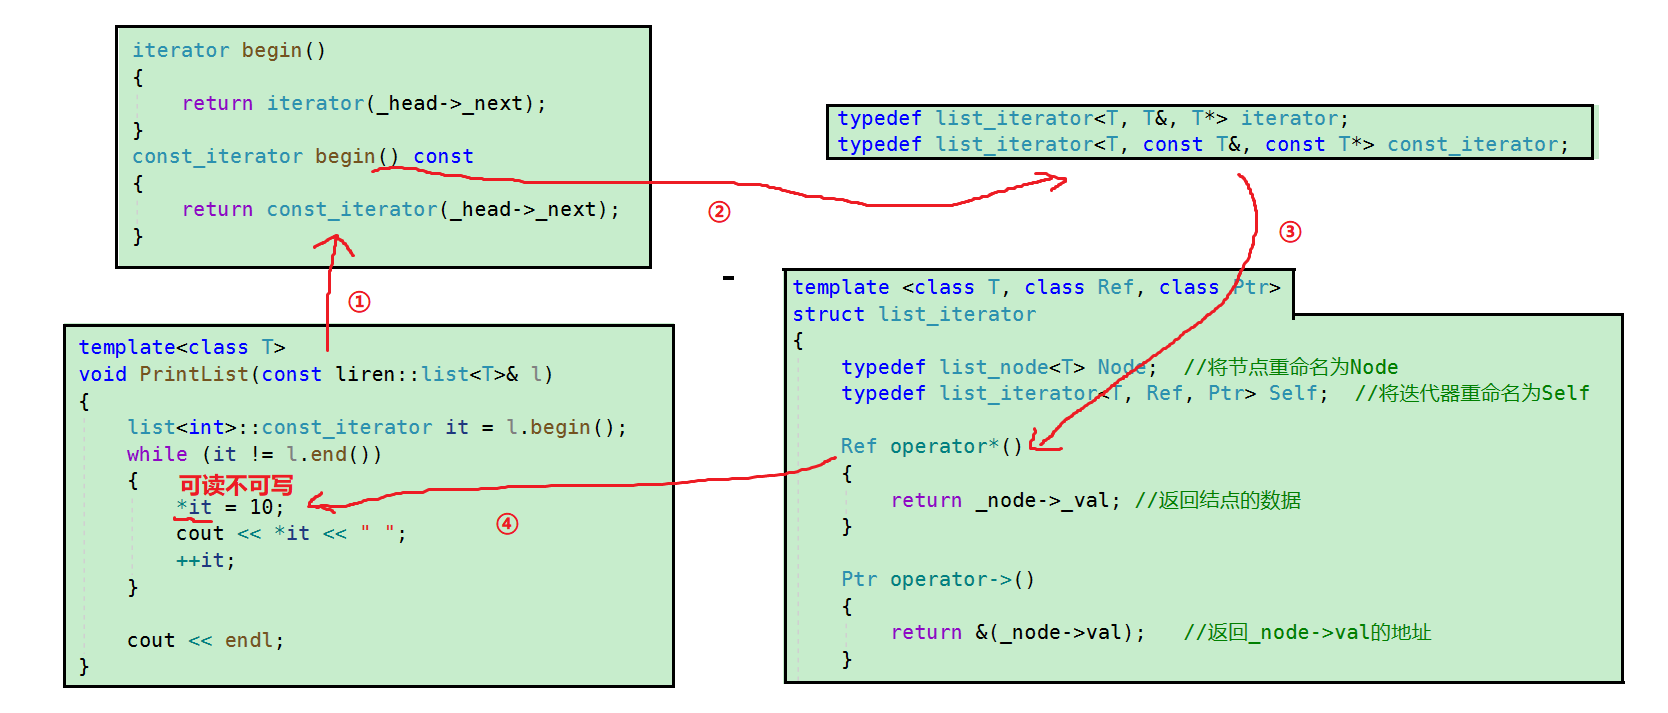 iterator begin()
{
    return iterator(_head->_next);
}
const_iterator begin() const
{
    return const_iterator(_head->_next);
}
typedef list_iterator<T, T&, T*> iterator;
typedef list_iterator<T, const T&, const T*> const_iterator;
②
③
①
template<class T>
void PrintList(const liren::list<T>& l)
{
    list<int>::const_iterator it = l.begin();
    while (it != l.end())
    {
        可读不可写
        *it = 10;
        cout << *it << " ";
        ++it;
    }
    cout << endl;
}
④
template <class T, class Ref, class Ptr>
struct list_iterator
{
    typedef list_node<T> Node;  //将节点重命名为Node
    typedef list_iterator<T, Ref, Ptr> Self;  //将迭代器重命名为Self
    Ref operator*()
    {
        return _node->_val; //返回结点的数据
    }
    Ptr operator->()
    {
        return &(_node->val);   //返回_node->val的地址
    }